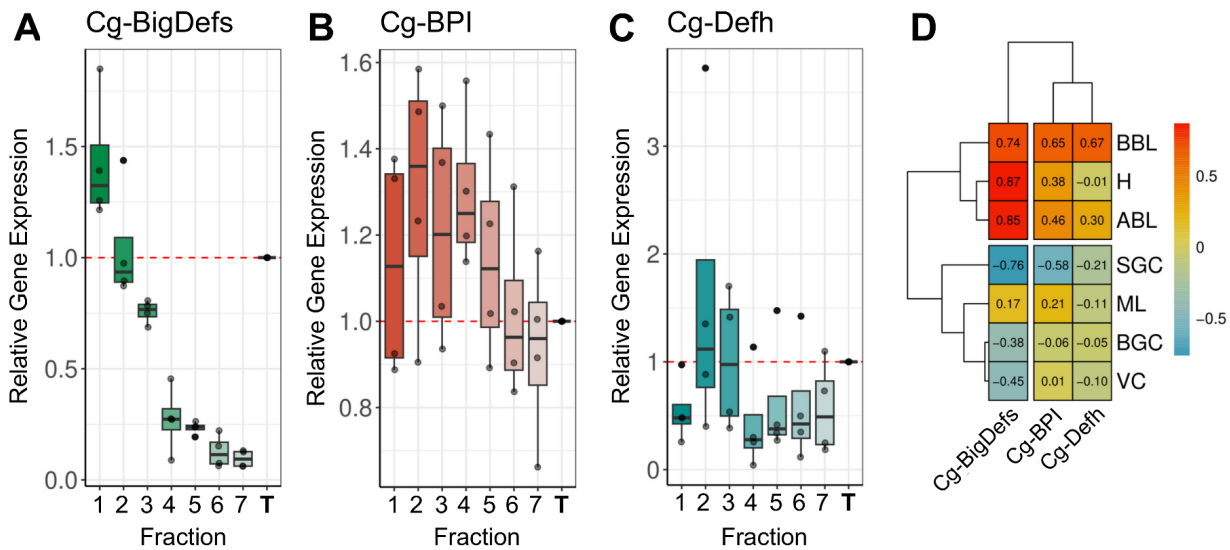 A Cg-BigDefs
Relative Gene Expression
1.5
1.0
0.5
0.0
1 2 3 4 5 6 7 T
Fraction
B Cg-BPI
Relative Gene Expression
1.6
1.4
1.2
1.0
0.8
1 2 3 4 5 6 7 T
Fraction
C Cg-Defh
Relative Gene Expression
3
2
1
0
1 2 3 4 5 6 7 T
Fraction
D
0.74 0.65 0.67 BBL
0.87 0.38 −0.01 H
0.85 0.46 0.30 ABL
−0.76 −0.58 −0.21 SGC
0.17 0.21 −0.11 ML
−0.38 −0.06 −0.05 BGC
−0.45 0.01 −0.10 VC
Cg-BigDefs
Cg-BPI
Cg-Defh
0.5
0
−0.5